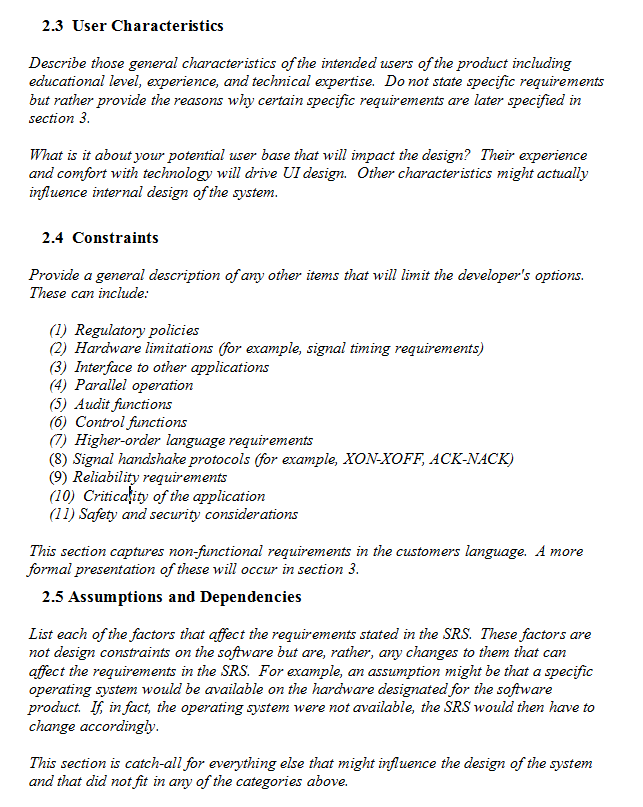 2.3 User Characteristics
Describe those general characteristics of the intended users of the product including
educational level, experience, and technical expertise. Do not state specific requirements
but rather provide the reasons why certain specific requirements are later specified in
section 3.
What is it about your potential user base that will impact the design? Their experience
and comfort with technology will drive UI design. Other characteristics might actually
influence internal design of the system.
2.4 Constraints
Provide a general description of any other items that will limit the developer's options.
These can include:
(1) Regulatory policies
(2) Hardware limitations (for example, signal timing requirements)
(3) Interface to other applications
(4) Parallel operation
(5) Audit functions
(6) Control functions
(7) Higher-order language requirements
(8) Signal handshake protocols (for example, XON-XOFF, ACK-NACK)
(9) Reliability requirements
(10) Criticality of the application
(11) Safety and security considerations
This section captures non-functional requirements in the customers language. A more
formal presentation of these will occur in section 3.
2.5 Assumptions and Dependencies
List each of the factors that affect the requirements stated in the SRS. These factors are
not design constraints on the software but are, rather, any changes to them that can
affect the requirements in the SRS. For example, an assumption might be that a specific
operating system would be available on the hardware designated for the software
product. If, in fact, the operating system were not available, the SRS would then have to
change accordingly.
This section is catch-all for everything else that might influence the design of the system
and that did not fit in any of the categories above.